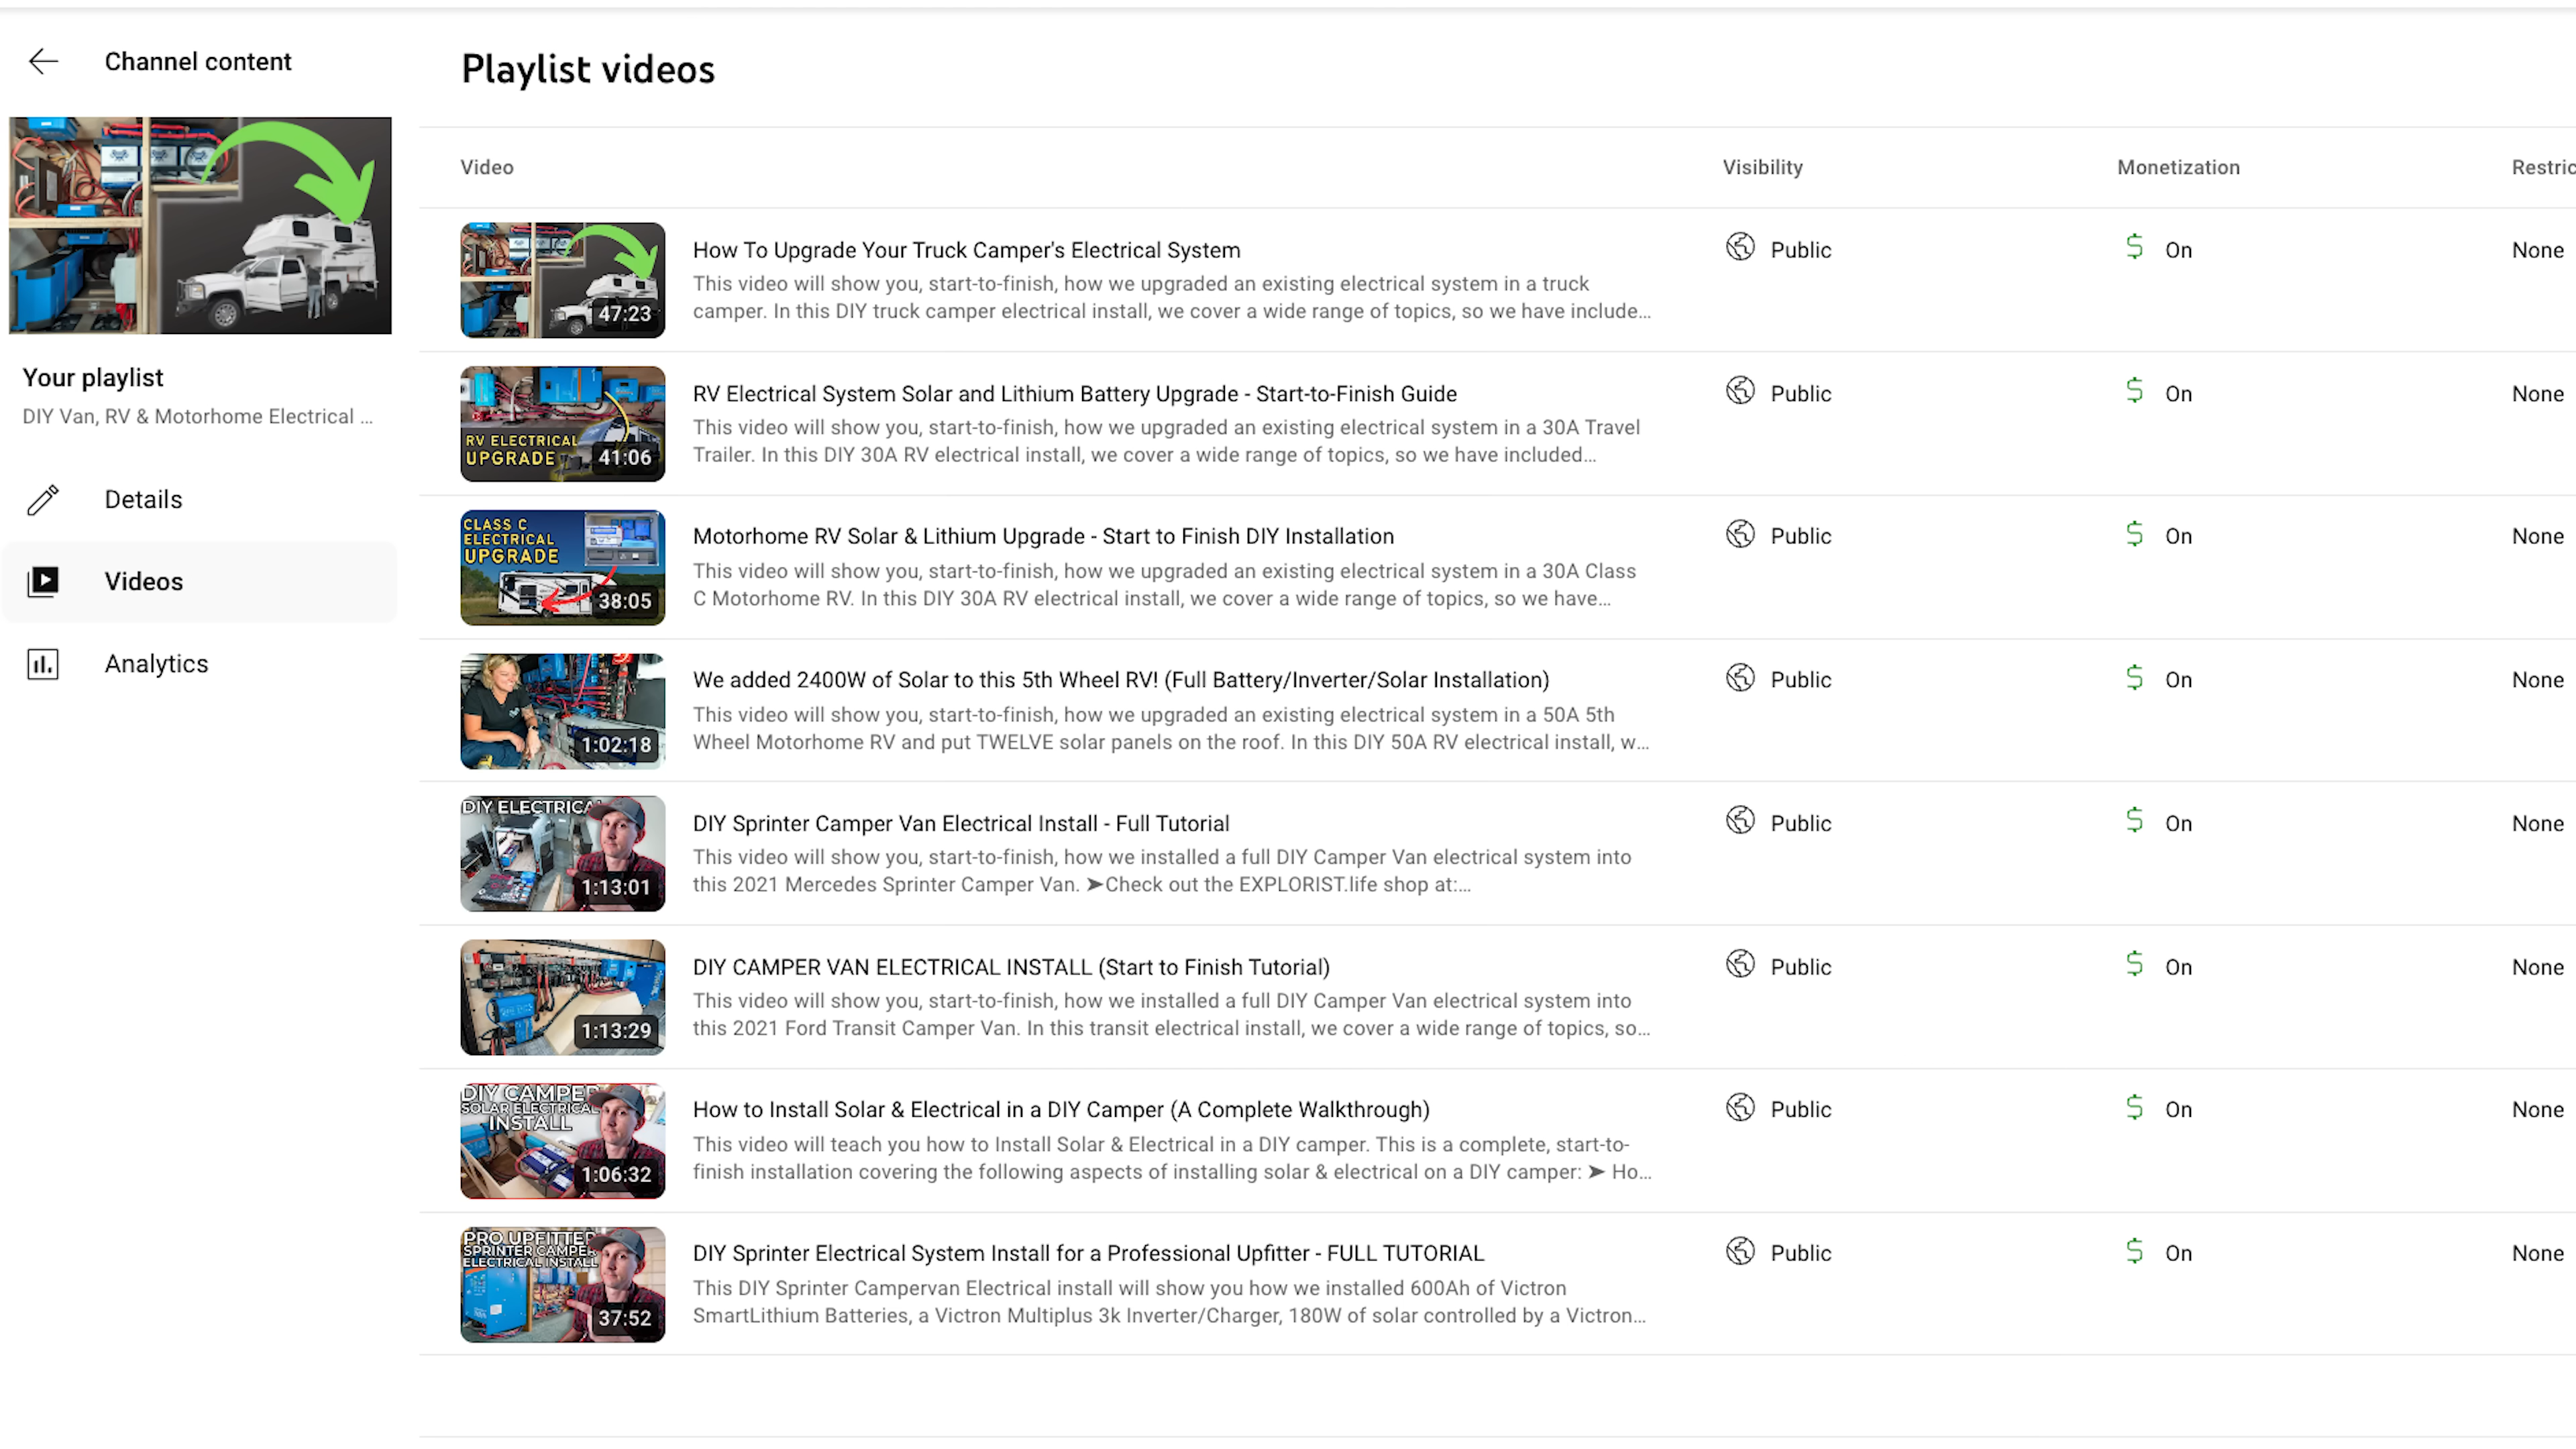 Channel content
Playlist videos
Your playlist
DIY Van, RV & Motorhome Electrical ...
Details
Videos
Analytics
Video
Visibility
Monetization
Restric
47:23
How To Upgrade Your Truck Camper's Electrical System
This video will show you, start-to-finish, how we upgraded an existing electrical system in a truck
camper. In this DIY truck camper electrical install, we cover a wide range of topics, so we have include...
Public
On
None
RV ELECTRICAL
UPGRADE
41:06
RV Electrical System Solar and Lithium Battery Upgrade - Start-to-Finish Guide
This video will show you, start-to-finish, how we upgraded an existing electrical system in a 30A Travel
Trailer. In this DIY 30A RV electrical install, we cover a wide range of topics, so we have included...
Public
On
None
CLASS C
ELECTRICAL
UPGRADE
38:05
Motorhome RV Solar & Lithium Upgrade - Start to Finish DIY Installation
This video will show you, start-to-finish, how we upgraded an existing electrical system in a 30A Class
C Motorhome RV. In this DIY 30A RV electrical install, we cover a wide range of topics, so we have...
Public
On
None
1:02:18
We added 2400W of Solar to this 5th Wheel RV! (Full Battery/Inverter/Solar Installation)
This video will show you, start-to-finish, how we upgraded an existing electrical system in a 50A 5th
Wheel Motorhome RV and put TWELVE solar panels on the roof. In this DIY 50A RV electrical install, w...
Public
On
None
DIY ELECTRICA
1:13:01
DIY Sprinter Camper Van Electrical Install - Full Tutorial
This video will show you, start-to-finish, how we installed a full DIY Camper Van electrical system into
this 2021 Mercedes Sprinter Camper Van. ➤Check out the EXPLORIST.life shop at:...
Public
On
None
1:13:29
DIY CAMPER VAN ELECTRICAL INSTALL (Start to Finish Tutorial)
This video will show you, start-to-finish, how we installed a full DIY Camper Van electrical system into
this 2021 Ford Transit Camper Van. In this transit electrical install, we cover a wide range of topics, so...
Public
On
None
DIY CAMPER
SOLAR ELECTRICAL
INSTALL
1:06:32
How to Install Solar & Electrical in a DIY Camper (A Complete Walkthrough)
This video will teach you how to Install Solar & Electrical in a DIY camper. This is a complete, start-to-
finish installation covering the following aspects of installing solar & electrical on a DIY camper: ➤ Ho...
Public
On
None
PRO UPFITTER
SPRINTER CAMPER
ELECTRICAL INSTALL
37:52
DIY Sprinter Electrical System Install for a Professional Upfitter - FULL TUTORIAL
This DIY Sprinter Campervan Electrical install will show you how we installed 600Ah of Victron
SmartLithium Batteries, a Victron Multiplus 3k Inverter/Charger, 180W of solar controlled by a Victron...
Public
On
None